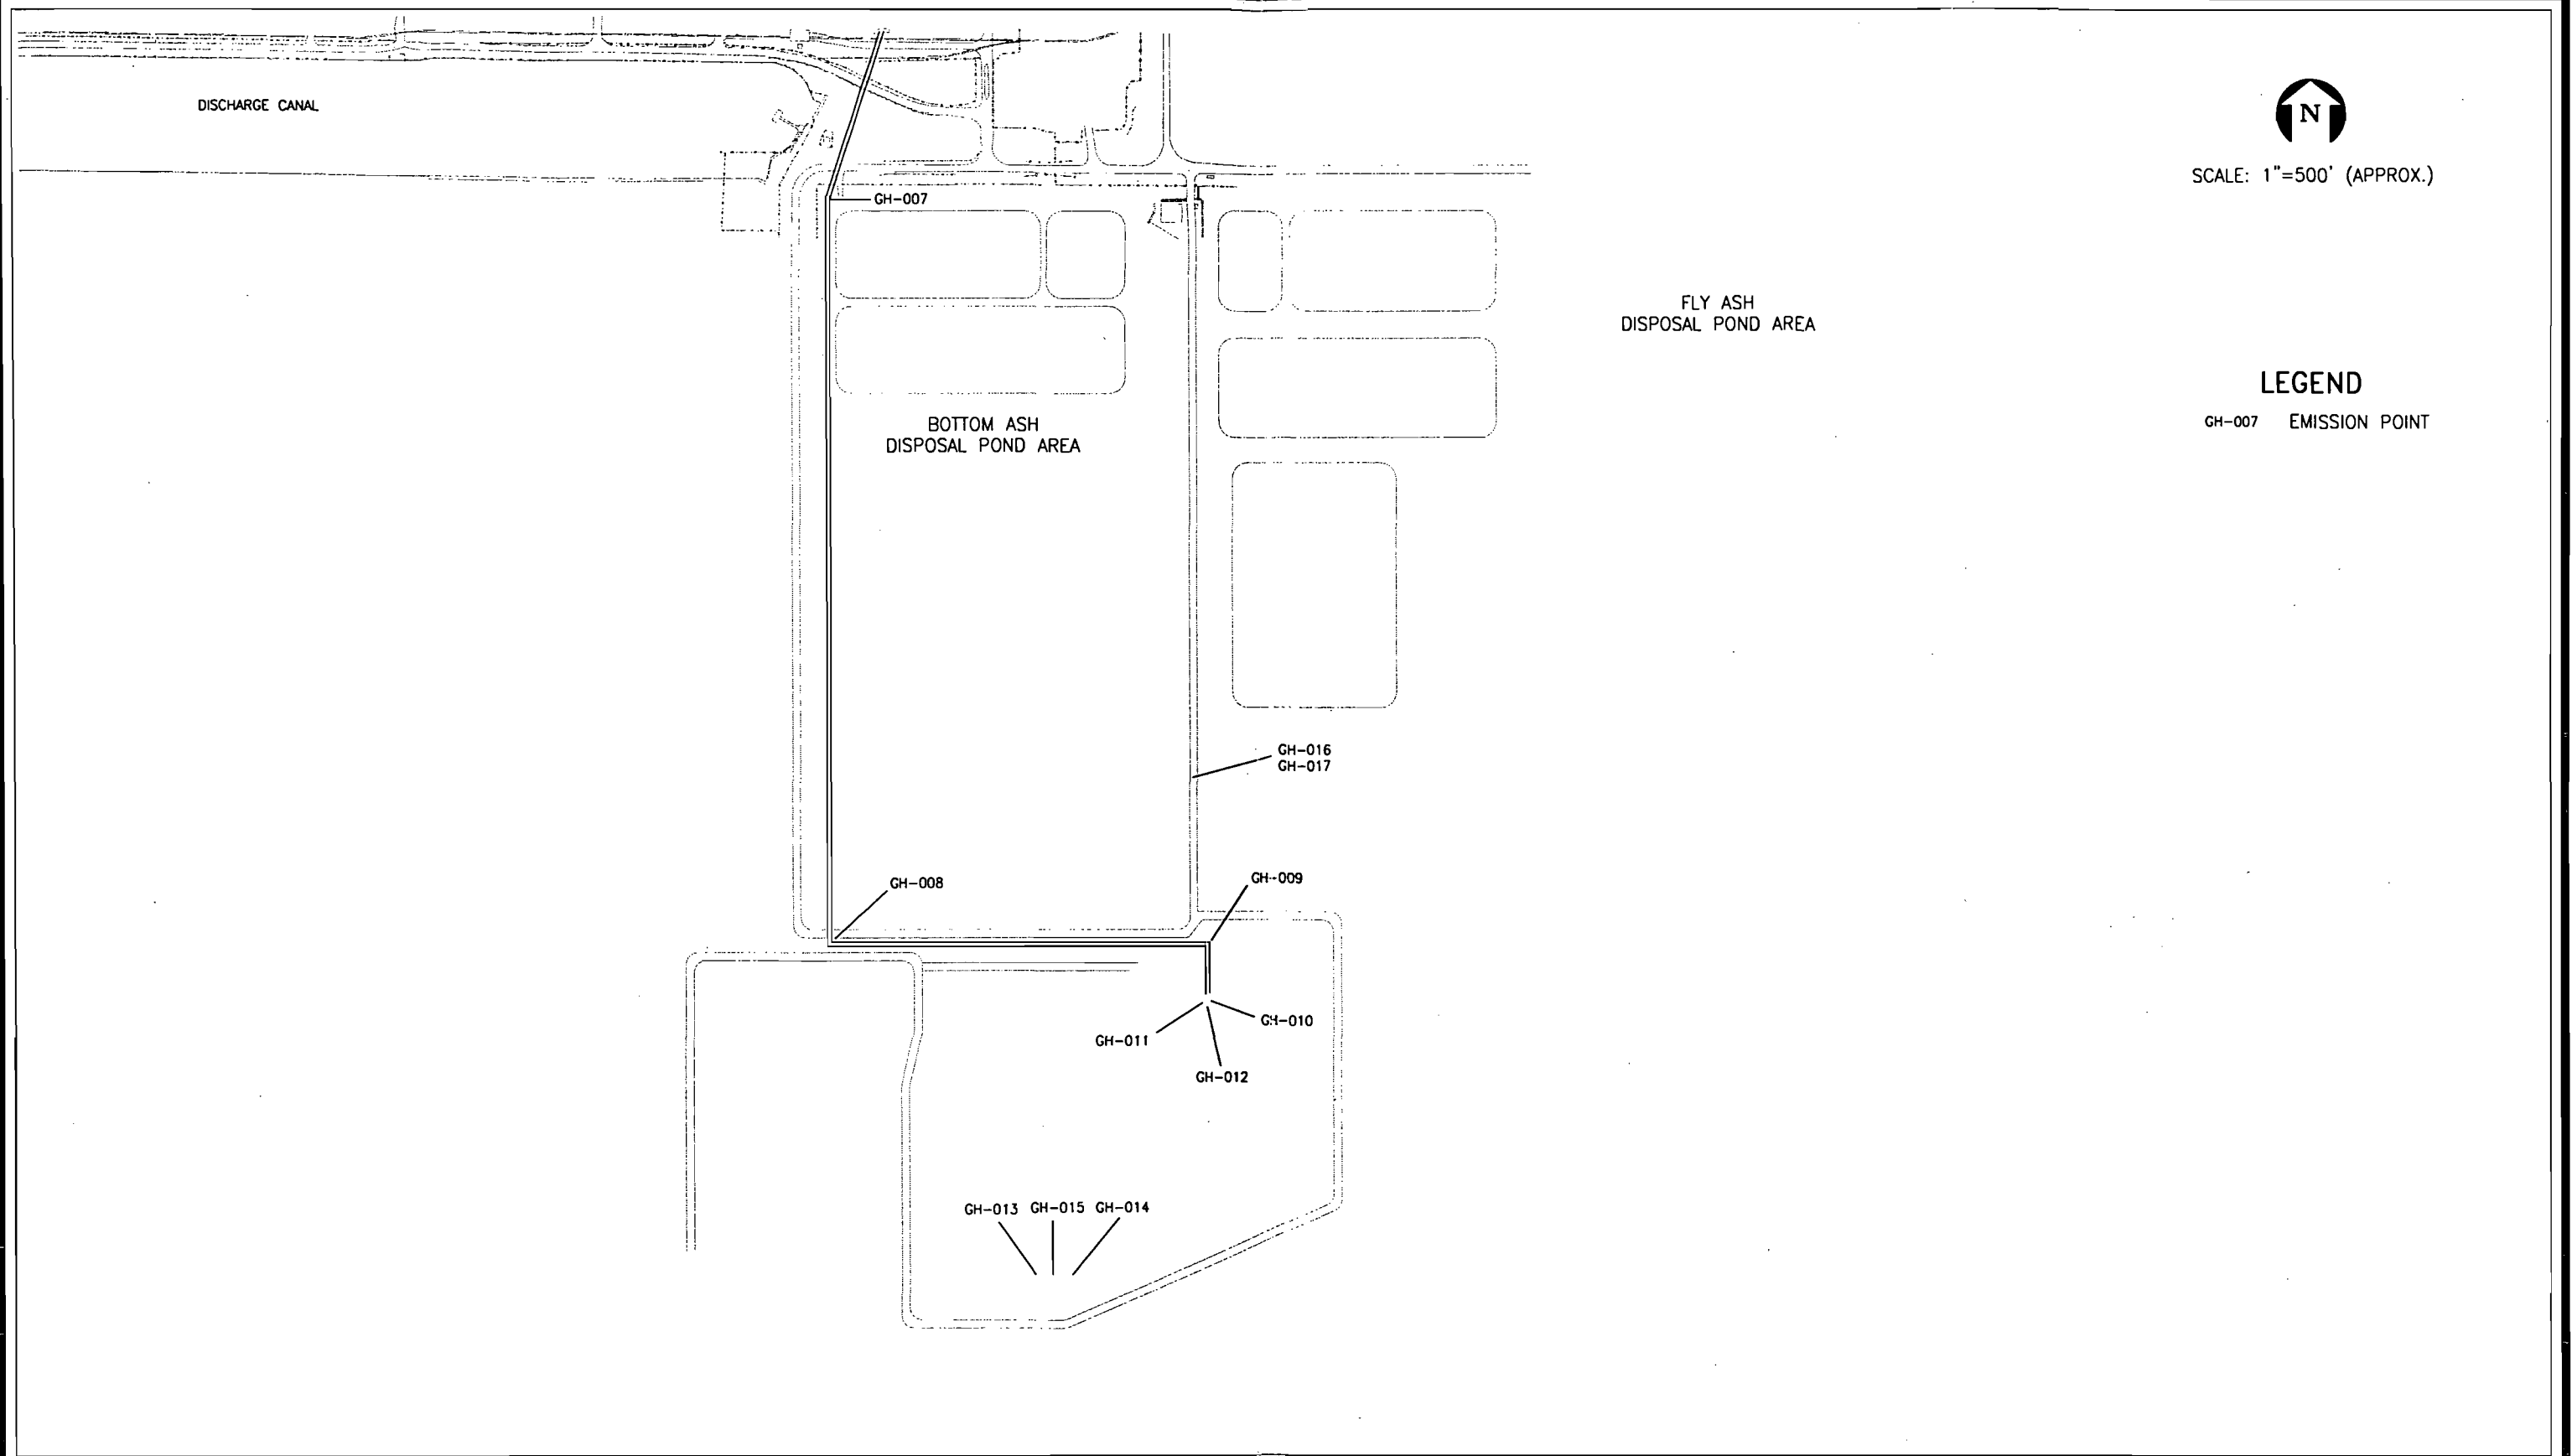 DISCHARGE CANAL
N
SCALE: 1"=500' (APPROX.)
GH-007
FLY ASH
DISPOSAL POND AREA
LEGEND
GH-007 EMISSION POINT
BOTTOM ASH
DISPOSAL POND AREA
GH-016
GH-017
GH-008
GH-009
GH-010
GH-011
GH-012
GH-013 GH-015 GH-014